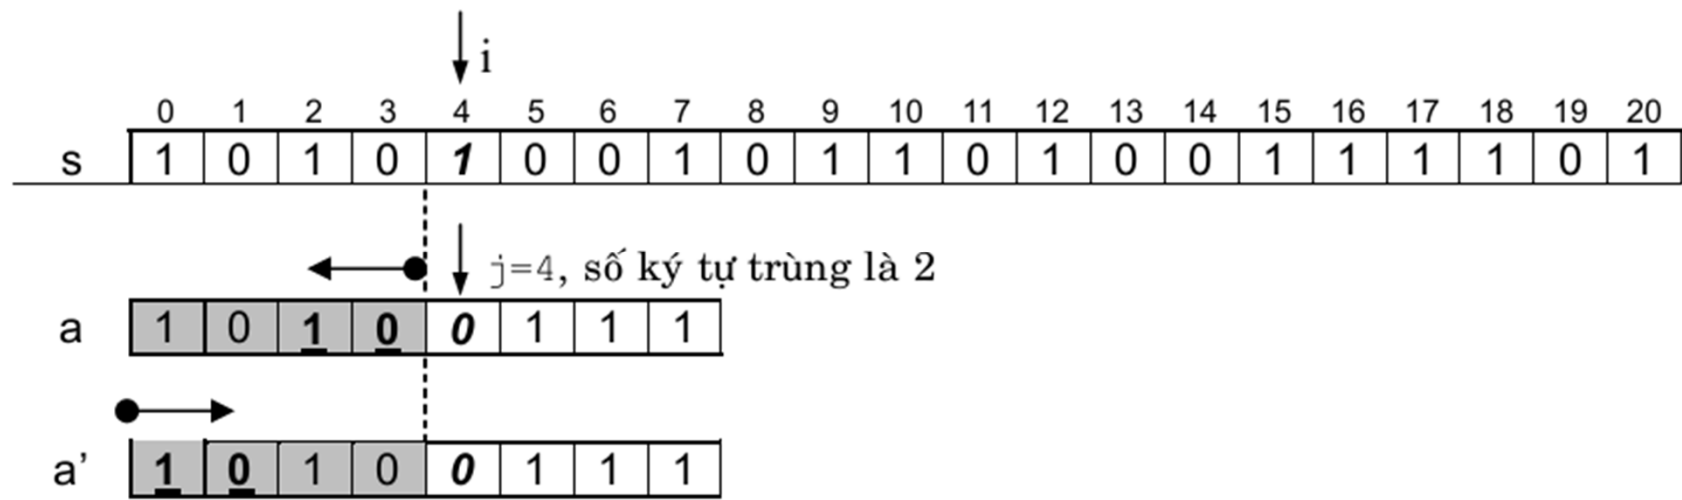 i
0 1 2 3 4 5 6 7 8 9 10 11 12 13 14 15 16 17 18 19 20
s 1 0 1 0 1 0 0 1 0 1 1 0 1 0 0 1 1 1 1 0 1
j=4, số ký tự trùng là 2
a 1 0 1 0 0 1 1 1
a’ 1 0 1 0 0 1 1 1